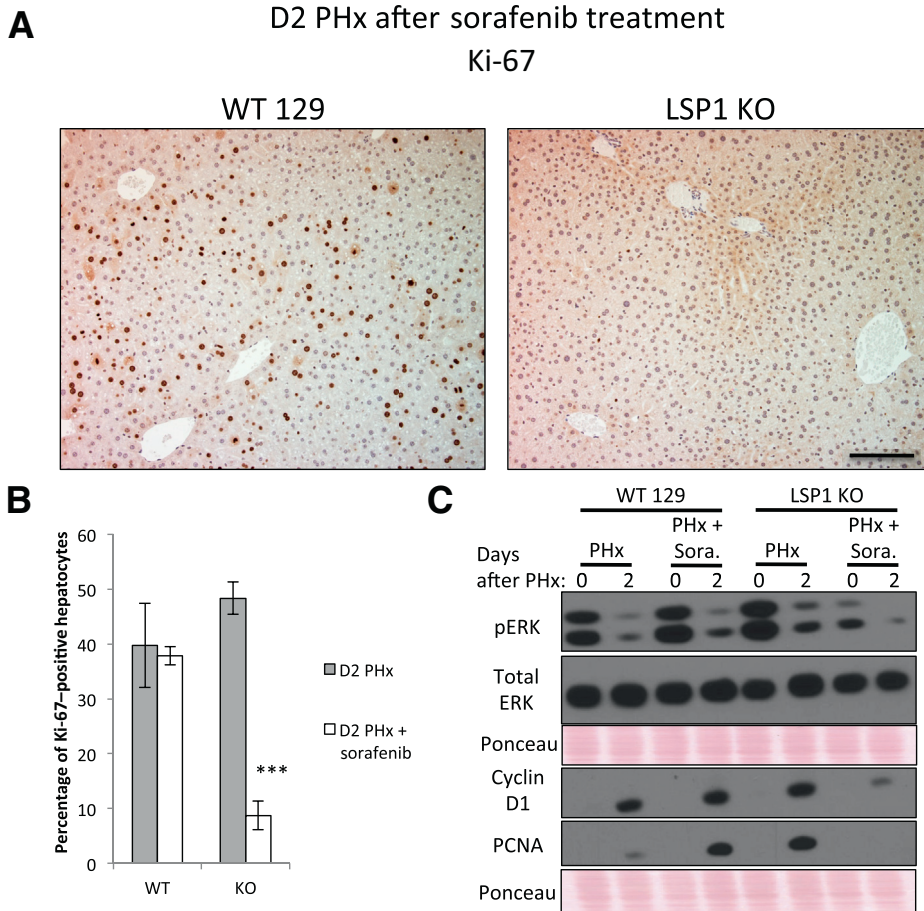 A
D2 PHx after sorafenib treatment
Ki-67
WT 129
LSP1 KO
B
Percentage of Ki-67–positive hepatocytes
60
50
40
30
20
10
0
WT
KO
***
D2 PHx
D2 PHx +
sorafenib
C
WT 129
LSP1 KO
PHx
PHx +
Sora.
PHx
PHx +
Sora.
Days
after PHx:
0 2 0 2 0 2 0 2
pERK
Total
ERK
Ponceau
Cyclin
D1
PCNA
Ponceau